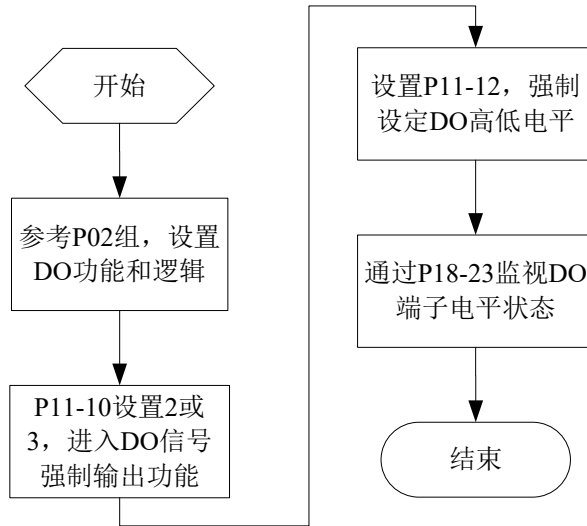 开始
参考P02组，设置
DO功能和逻辑
P11-10设置2或
3，进入DO信号
强制输出功能
设置P11-12，强制
设定DO高低电平
通过P18-23监视DO
端子电平状态
结束